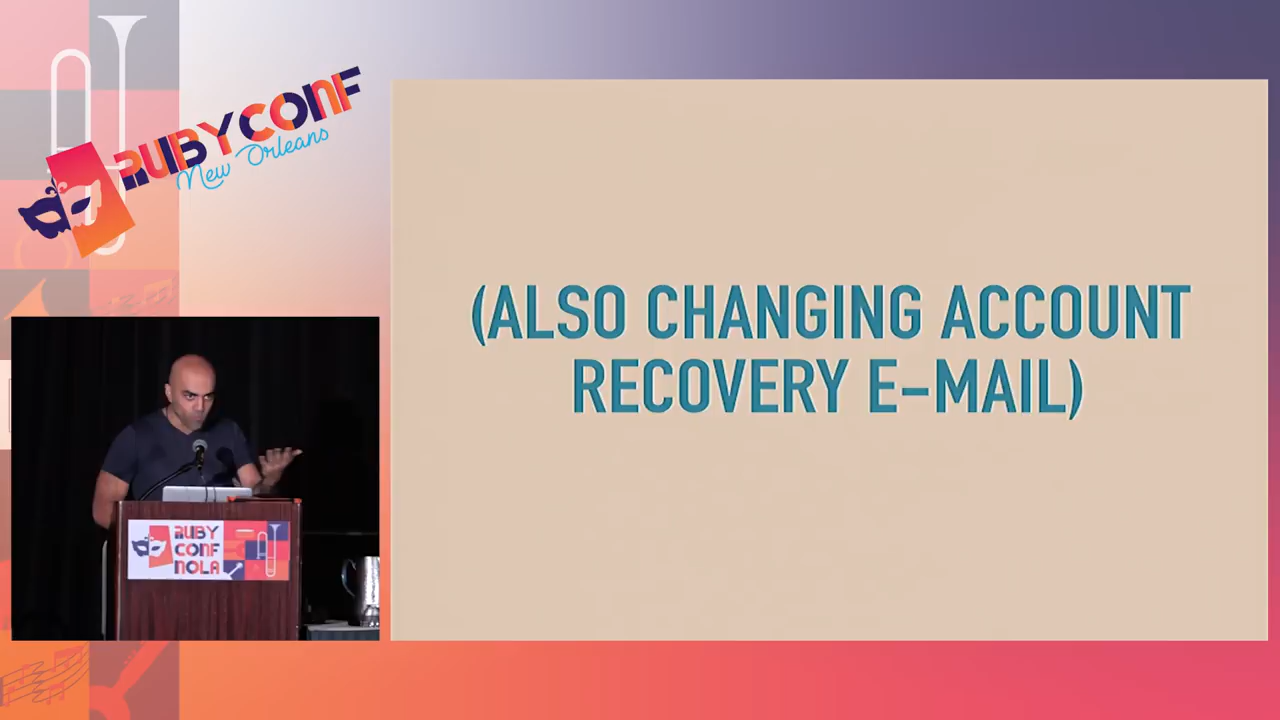 RUBYCONF
New Orleans
(ALSO CHANGING ACCOUNT
RECOVERY E-MAIL)
RUBY
CONF
NOLA